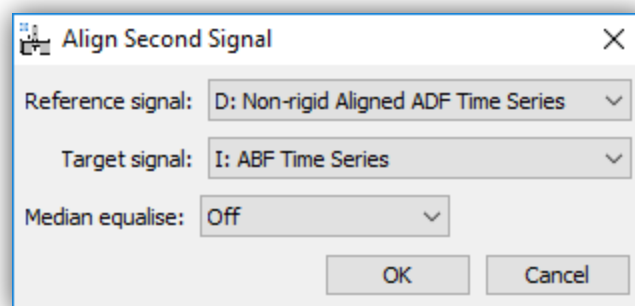 Align Second Signal
Reference signal: D: Non-rigid Aligned ADF Time Series
Target signal: I: ABF Time Series
Median equalise: Off
OK Cancel